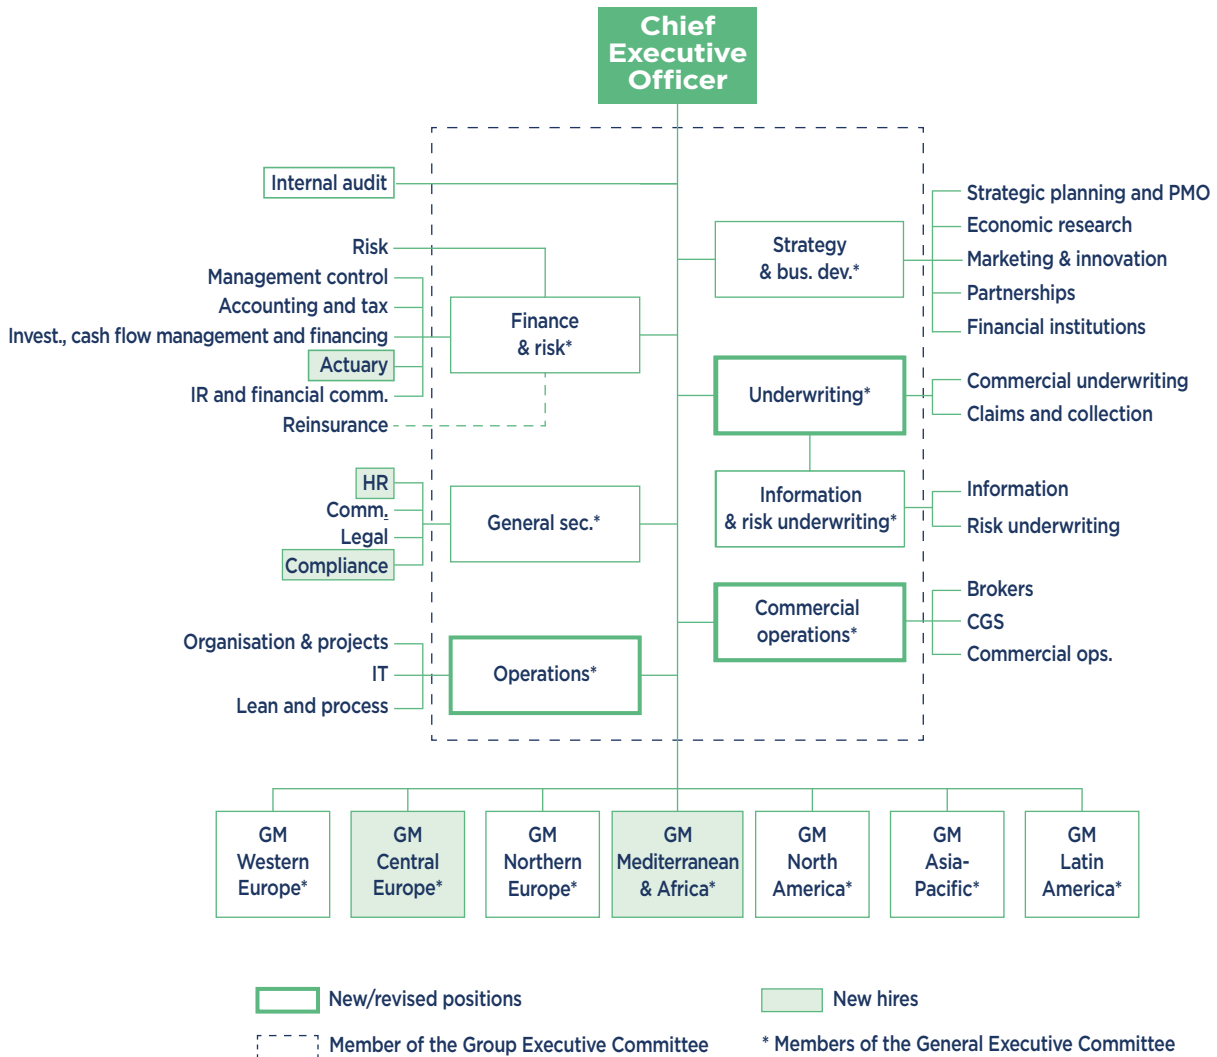 Chief
Executive
Officer
Internal audit
Risk
Management control
Accounting and tax
Invest., cash flow management and financing
Actuary
IR and financial comm.
Reinsurance
Finance
& risk*
HR
Comm.
Legal
Compliance
General sec.*
Organisation & projects
IT
Lean and process
Operations*
Strategy
& bus. dev.*
Strategic planning and PMO
Economic research
Marketing & innovation
Partnerships
Financial institutions
Underwriting*
Commercial underwriting
Claims and collection
Information
& risk underwriting*
Information
Risk underwriting
Commercial
operations*
Brokers
CGS
Commercial ops.
GM
Western
Europe*
GM
Central
Europe*
GM
Northern
Europe*
GM
Mediterranean
& Africa*
GM
North
America*
GM
Asia-
Pacific*
GM
Latin
America*
New/revised positions
New hires
Member of the Group Executive Committee
* Members of the General Executive Committee